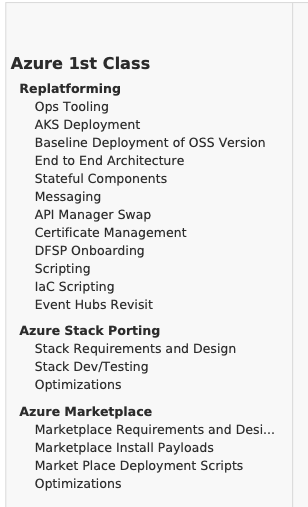 Azure 1st Class
Replatforming
Ops Tooling
AKS Deployment
Baseline Deployment of OSS Version
End to End Architecture
Stateful Components
Messaging
API Manager Swap
Certificate Management
DFSP Onboarding
Scripting
IaC Scripting
Event Hubs Revisit
Azure Stack Porting
Stack Requirements and Design
Stack Dev/Testing
Optimizations
Azure Marketplace
Marketplace Requirements and Desi...
Marketplace Install Payloads
Market Place Deployment Scripts
Optimizations